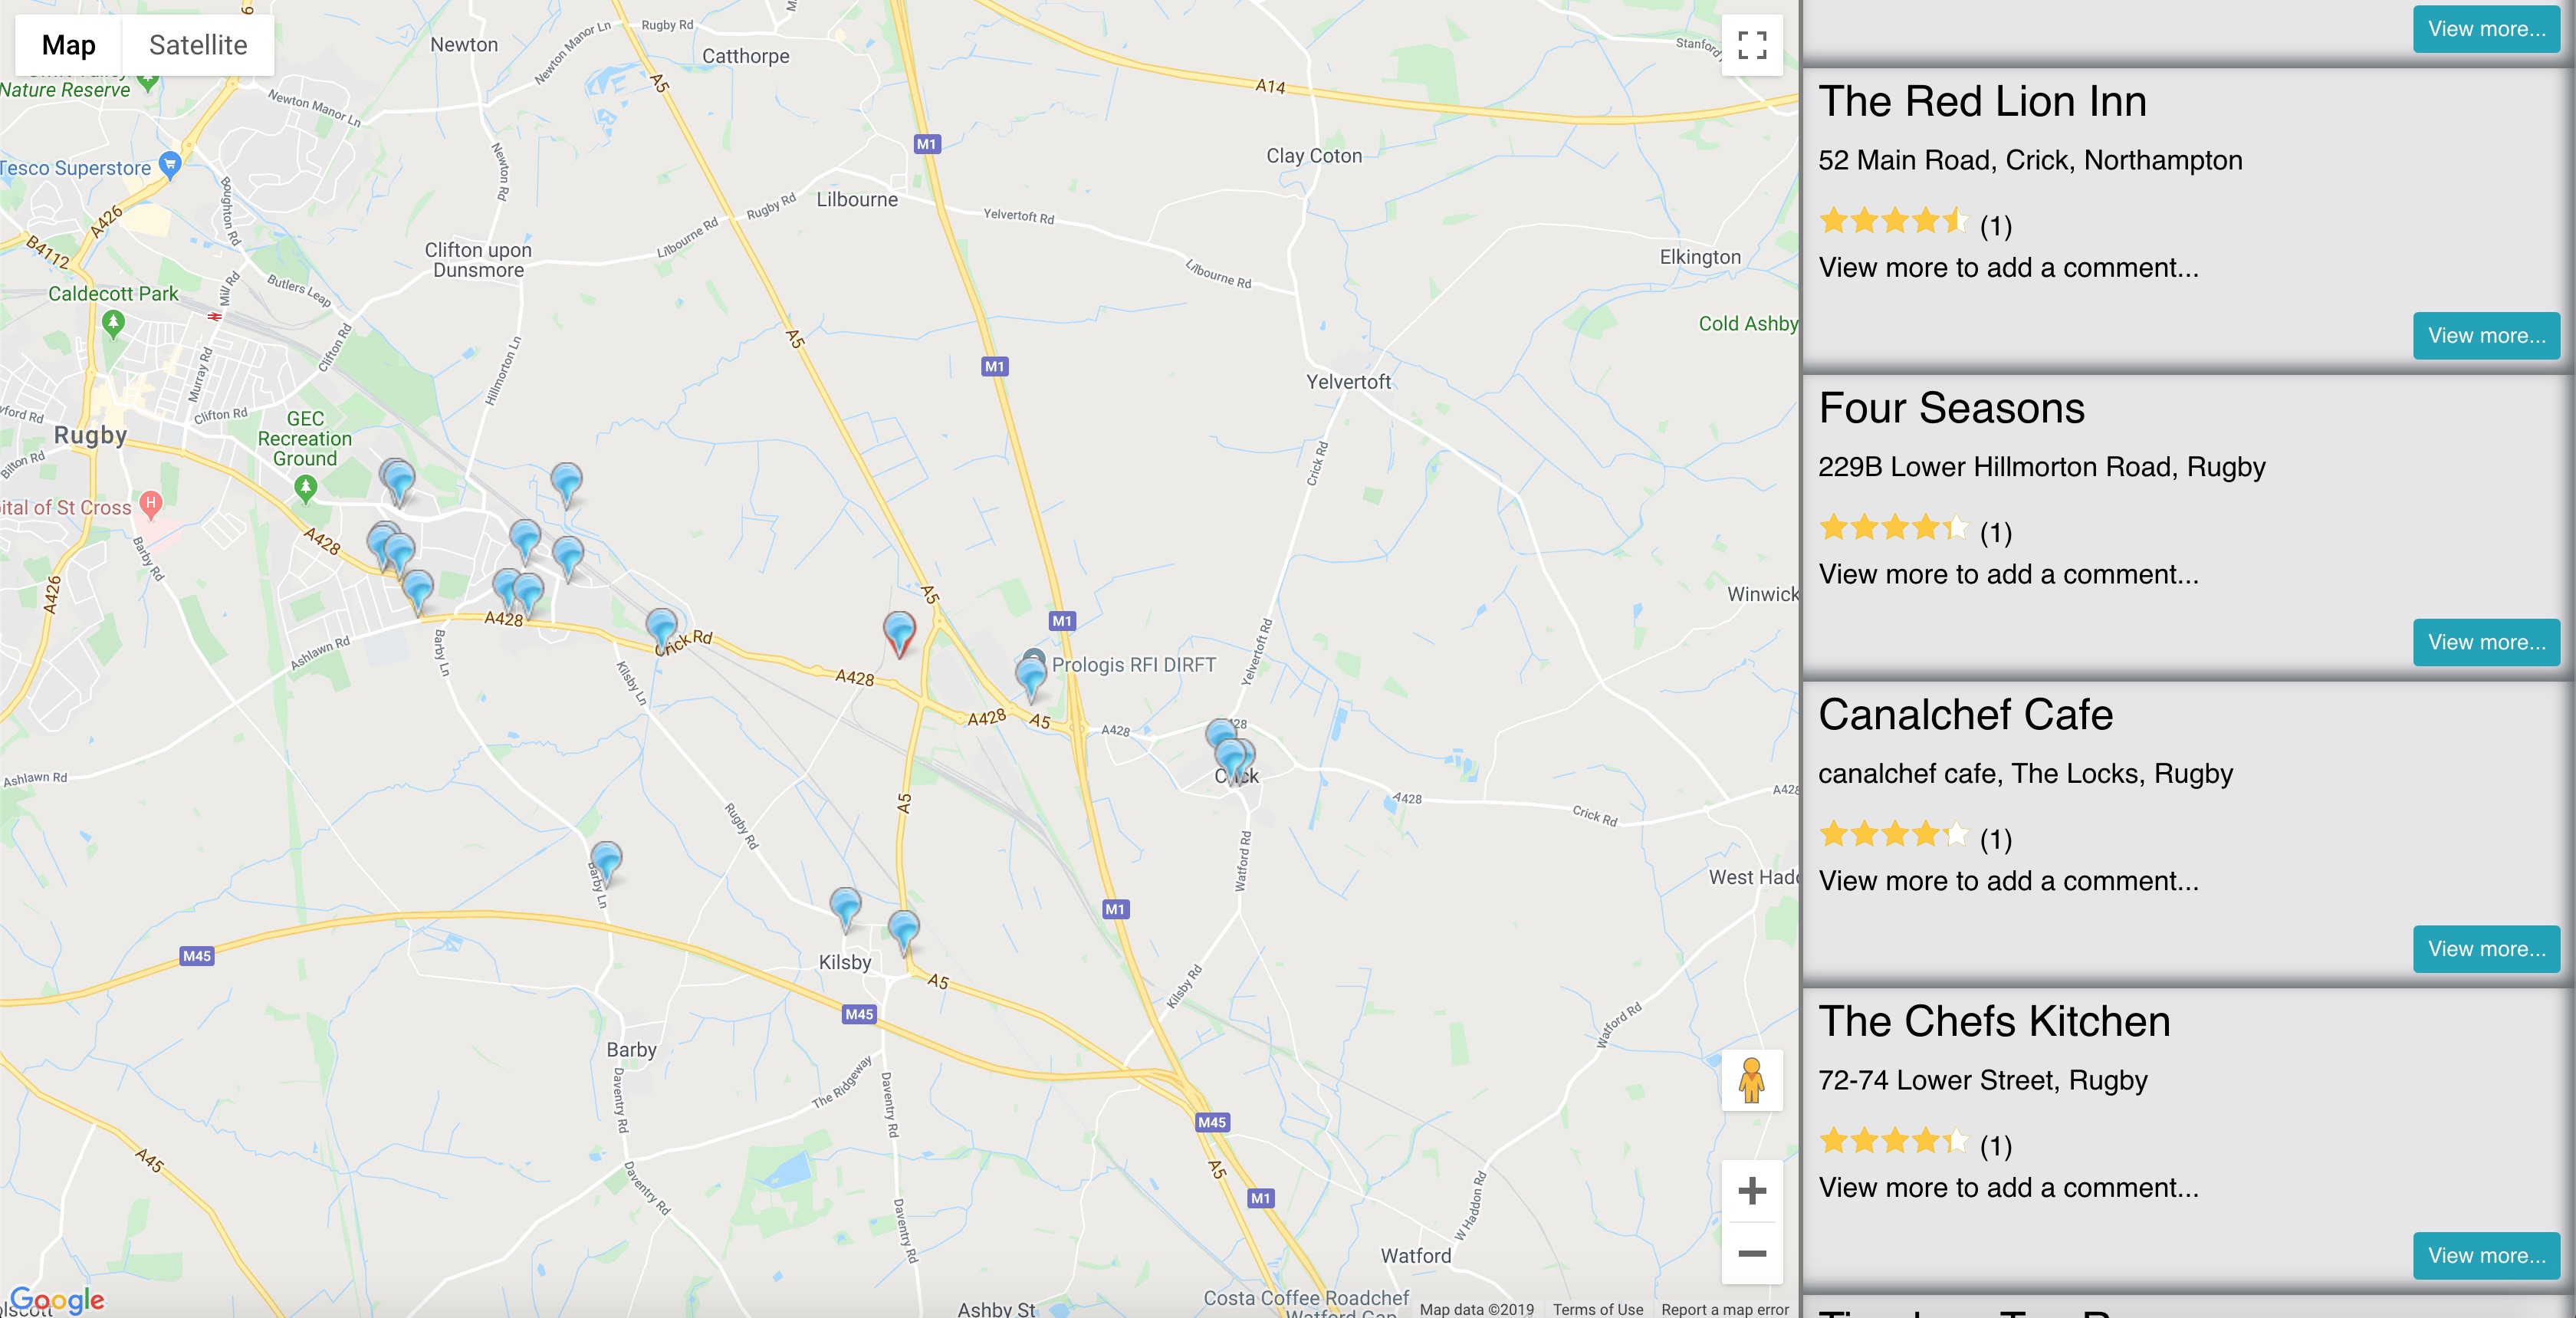 Map
Satellite
Nature Reserve
Newton
Newton Manor Ln
Rugby Rd
Catthorpe
A5
A14
Stanford
Newton Manor Ln
M1
Tesco Superstore
Newton Rd
Boughton Rd
Clay Coton
A426
Lilbourne
Rugby Rd
Yelvertoft Rd
B4112
Clifton upon
Dunsmore
Lilbourne Rd
Lilbourne Rd
Elkington
Caldecott Park
Mill Rd
Butlers Leap
Cold Ashby
A5
Clifton Rd
Murray Rd
Hillmorton Ln
M1
Yelvertoft
Clifton Rd
GEC
Recreation
Ground
Rugby
Bilton Rd
Crick Rd
ital of St Cross
H
A428
Barby Rd
A426
A5
Winwick
A428
M1
Crick Rd
Ashlawn Rd
Barby Ln
Kilsby Ln
Prologis RFI DIRFT
Yelvertoft Rd
A428
A428
A5
A428
Ashlawn Rd
Crick
A428
A428
Crick Rd
A5
Rugby Rd
Watford Rd
Barby Ln
West Hadd
M1
M45
Kilsby
A5
Kilsby Rd
M45
Watford Rd
Barby
The Ridgeway
Daventry Rd
Daventry Rd
M45
A45
A5
Daventry Rd
M1
W Haddon Rd
Daventry Rd
Watford
Google
Ashby St
Costa Coffee Roadchef
Watford Gap
Map data ©2019
Terms of Use
Report a map error
View more...
The Red Lion Inn
52 Main Road, Crick, Northampton
(1)
View more to add a comment...
View more...
Four Seasons
229B Lower Hillmorton Road, Rugby
(1)
View more to add a comment...
View more...
Canalchef Cafe
canalchef cafe, The Locks, Rugby
(1)
View more to add a comment...
View more...
The Chefs Kitchen
72-74 Lower Street, Rugby
(1)
View more to add a comment...
View more...